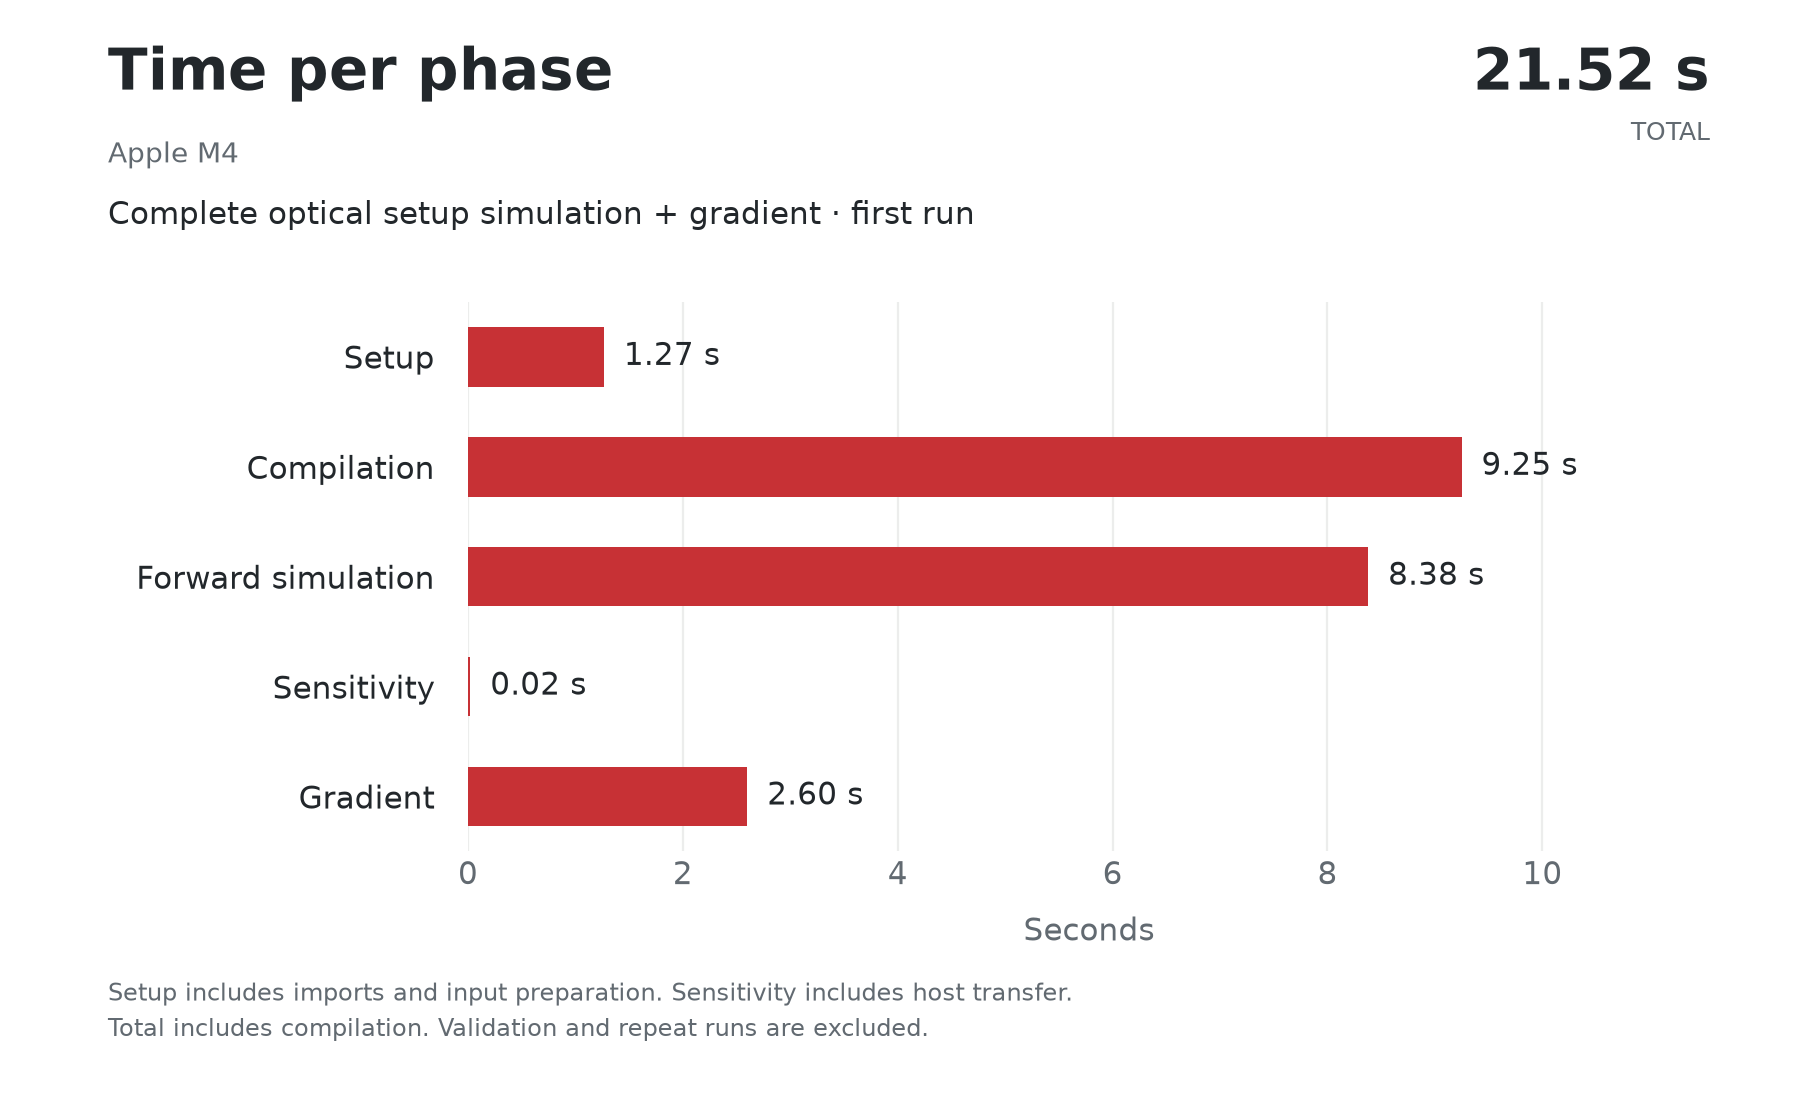 Time per phase
21.52 s
TOTAL
Apple M4
Complete optical setup simulation + gradient · first run
Setup
1.27 s
Compilation
9.25 s
Forward simulation
8.38 s
Sensitivity
0.02 s
Gradient
2.60 s
0 2 4 6 8 10
Seconds
Setup includes imports and input preparation. Sensitivity includes host transfer.
Total includes compilation. Validation and repeat runs are excluded.